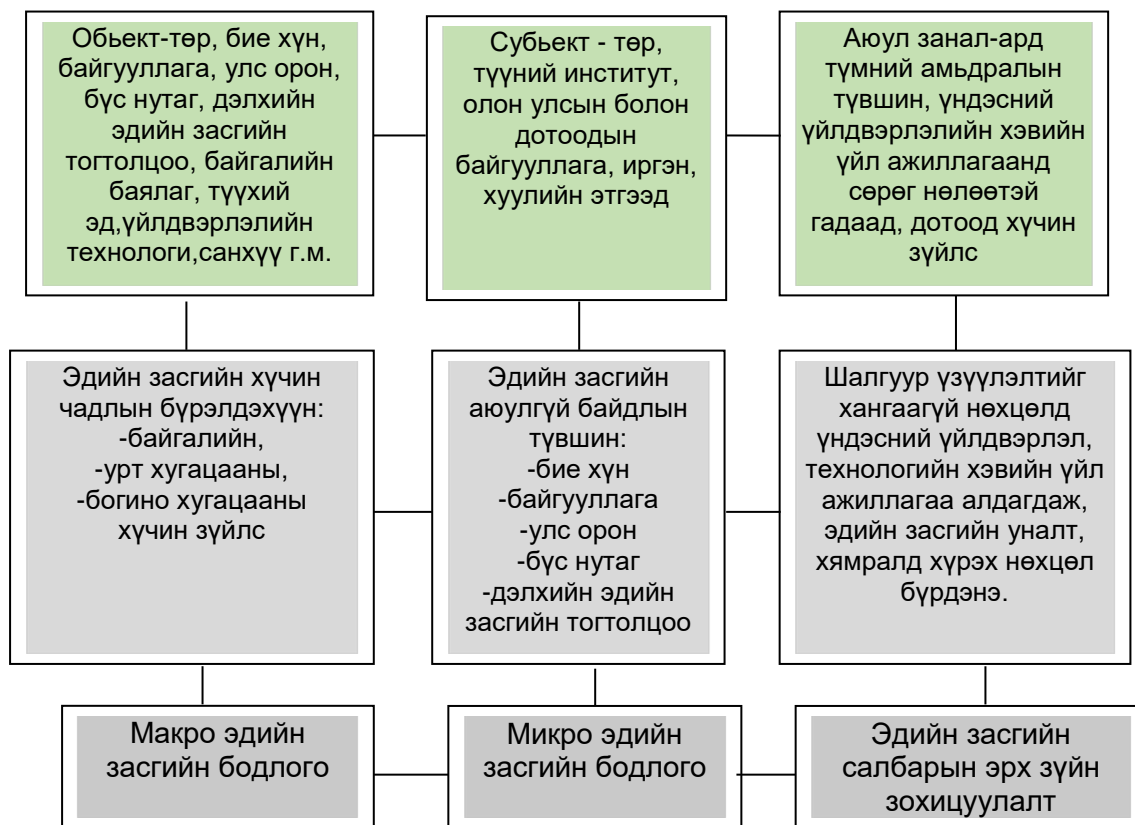 Обьект-төр, бие хүн,
байгууллага, улс орон,
бүс нутаг, дэлхийн
эдийн засгийн
тогтолцоо, байгалийн
баялаг, түүхий
эд,үйлдвэрлэлийн
технологи,санхүү г.м.
Субьект - төр,
түүний институт,
олон улсын болон
дотоодын
байгууллага, иргэн,
хуулийн этгээд
Аюул занал-ард
түмний амьдралын
түвшин, үндэсний
үйлдвэрлэлийн хэвийн
үйл ажиллагаанд
сөрөг нөлөөтэй
гадаад, дотоод хүчин
зүйлс
Эдийн засгийн хүчин
чадлын бүрэлдэхүүн:
-байгалийн,
-урт хугацааны,
-богино хугацааны
хүчин зүйлс
Эдийн засгийн
аюулгүй байдлын
түвшин:
-бие хүн
-байгууллага
-улс орон
-бүс нутаг
-дэлхийн эдийн
засгийн тогтолцоо
Шалгуур үзүүлэлтийг
хангаагүй нөхцөлд
үндэсний үйлдвэрлэл,
технологийн хэвийн үйл
ажиллагаа алдагдаж,
эдийн засгийн уналт,
хямралд хүрэх нөхцөл
бүрдэнэ.
Макро эдийн
засгийн бодлого
Микро эдийн
засгийн бодлого
Эдийн засгийн
салбарын эрх зүйн
зохицуулалт